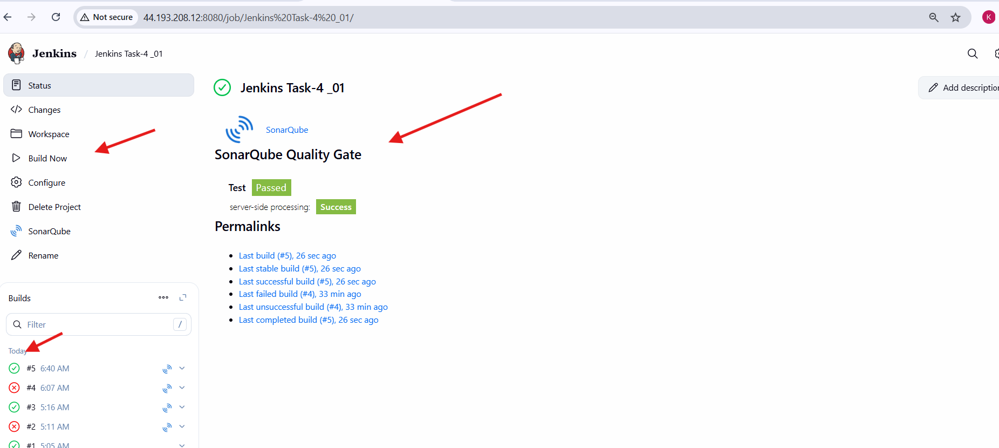 Not secure
44.193.208.12:8080/job/Jenkins%20Task-4%20_01/
K
Jenkins / Jenkins Task-4 _01
Status
Changes
Workspace
Build Now
Configure
Delete Project
SonarQube
Rename
Builds
Filter
/
Today
#5 6:40 AM
#4 6:07 AM
#3 5:16 AM
#2 5:11 AM
#1 5:05 AM
Jenkins Task-4 _01
Add description
SonarQube
SonarQube Quality Gate
Test Passed
server-side processing: Success
Permalinks
Last build (#5), 26 sec ago
Last stable build (#5), 26 sec ago
Last successful build (#5), 26 sec ago
Last failed build (#4), 33 min ago
Last unsuccessful build (#4), 33 min ago
Last completed build (#5), 26 sec ago